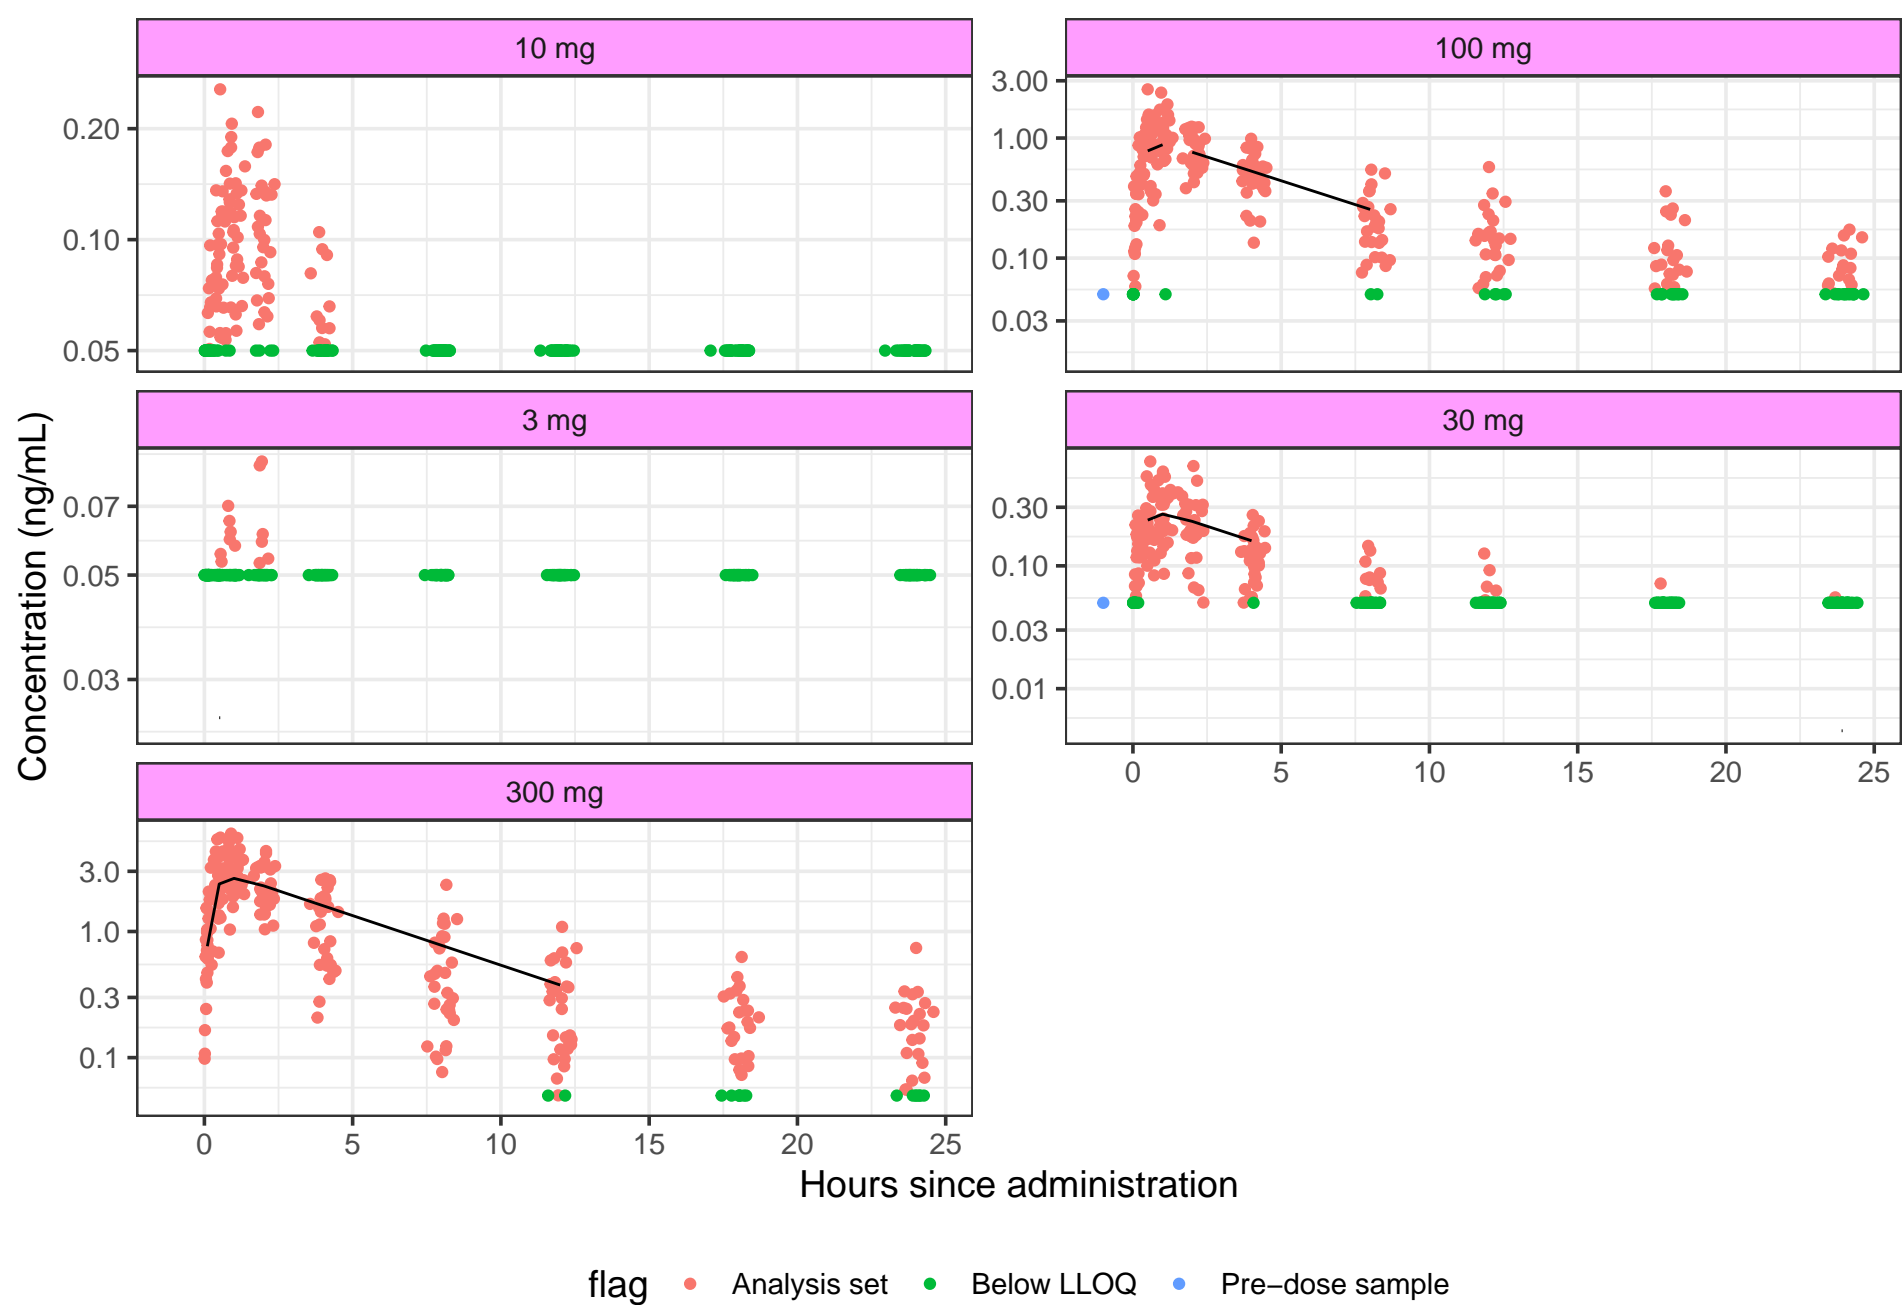 10 mg
100 mg
0.20
0.10
0.05
3.00
1.00
0.30
0.10
0.03
3 mg
30 mg
0.07
0.05
0.03
0.30
0.10
0.03
0.01
0 5 10 15 20 25
300 mg
3.0
1.0
0.3
0.1
0 5 10 15 20 25
Concentration (ng/mL)
Hours since administration
flag Analysis set Below LLOQ Pre−dose sample